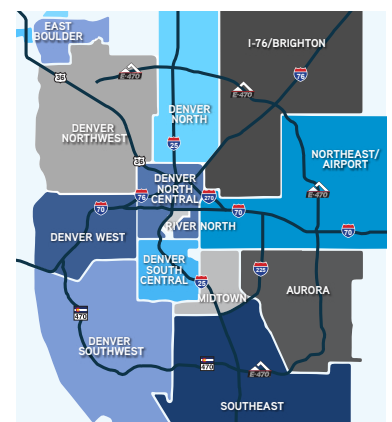 EAST
BOULDER
I-76/BRIGHTON
36
E-470
76
E-470
DENVER
NORTH
DENVER
NORTHWEST
25
36
NORTHEAST/
AIRPORT
DENVER
NORTH
CENTRAL
76
270
E-470
70
70
RIVER NORTH
70
DENVER WEST
DENVER
SOUTH
CENTRAL
225
25
MIDTOWN
AURORA
470
DENVER
SOUTHWEST
470
E-470
SOUTHEAST